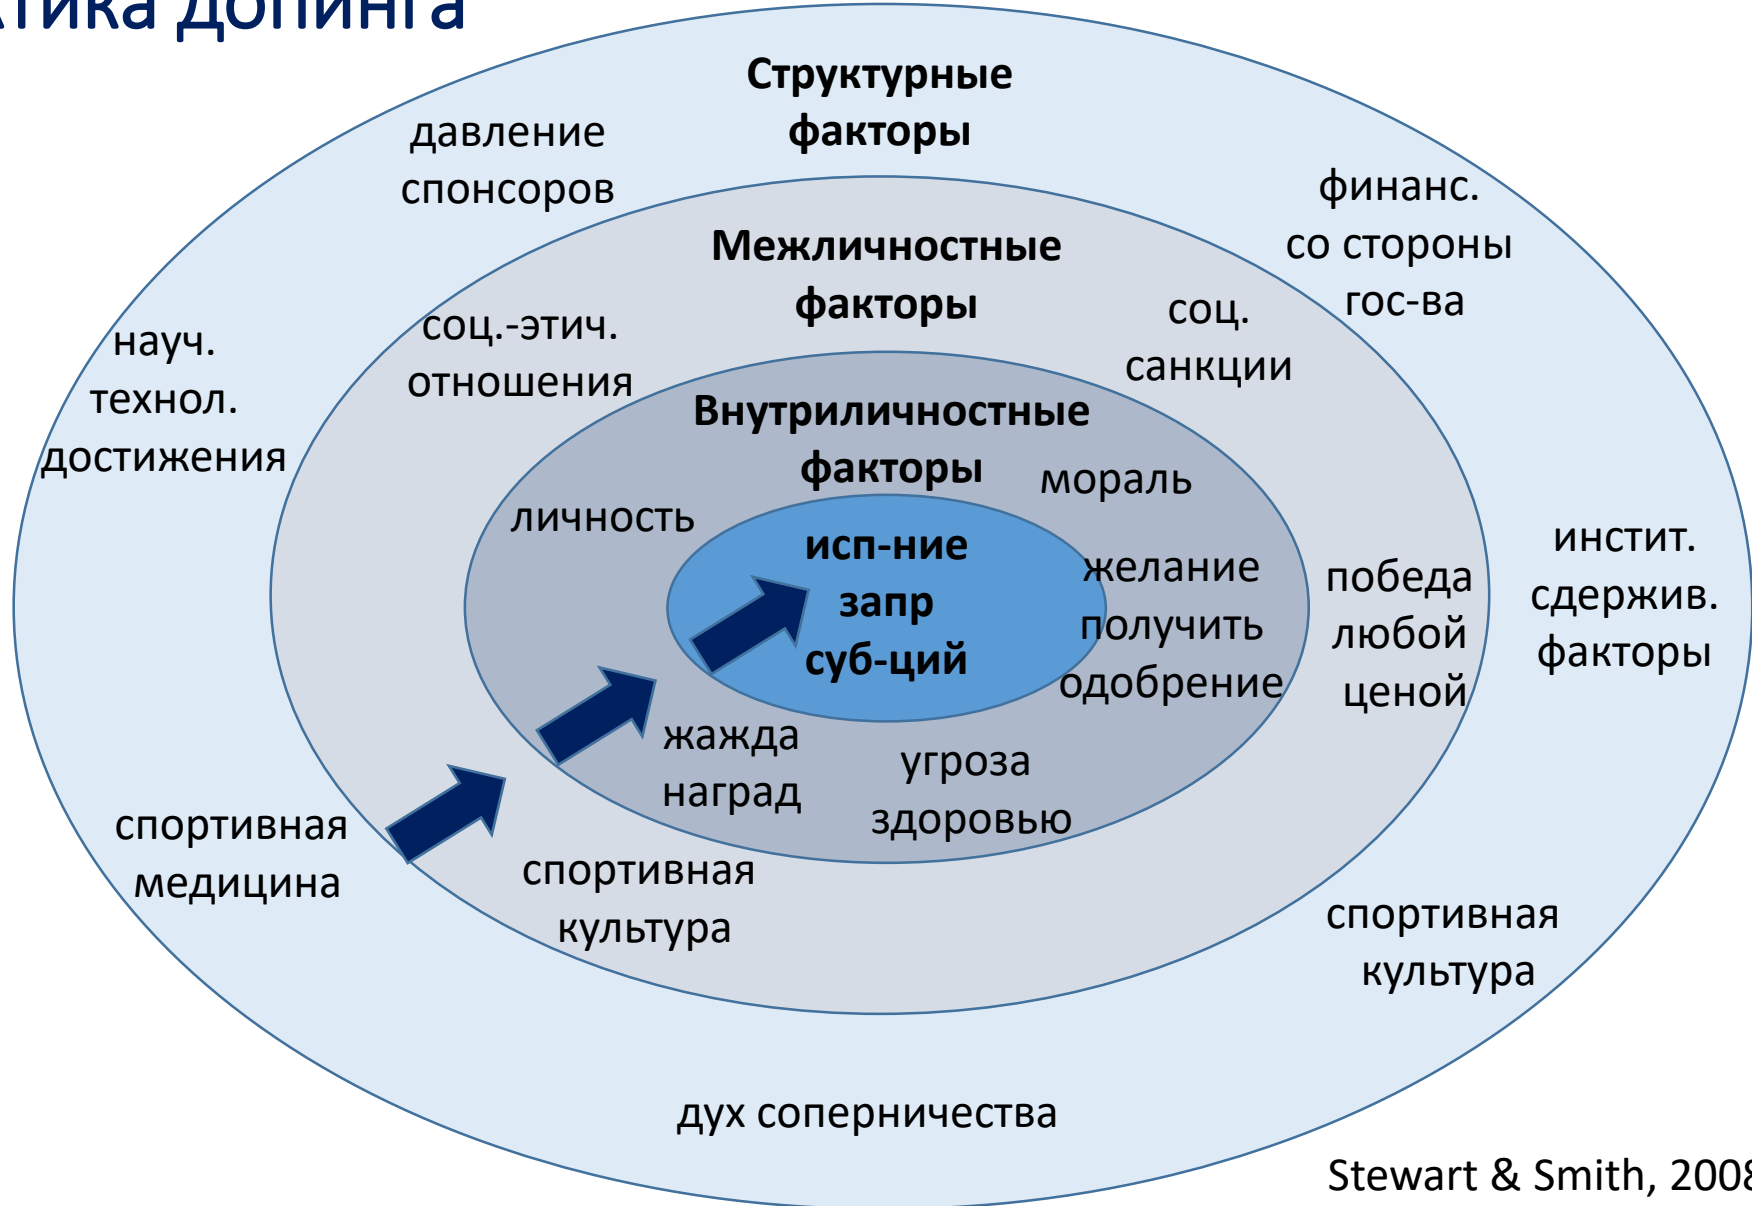 ктика допинга
Структурные
факторы
давление
спонсоров
финанс.
со стороны
гос-ва
Межличностные
факторы
соц.-этич.
отношения
соц.
санкции
науч.
технол.
достижения
Внутриличностные
факторы
личность
мораль
исп-ние
запр
суб-ций
желание
получить
одобрение
победа
любой
ценой
инстит.
сдержив.
факторы
жажда
наград
угроза
здоровью
спортивная
медицина
спортивная
культура
спортивная
культура
дух соперничества
Stewart & Smith, 2008